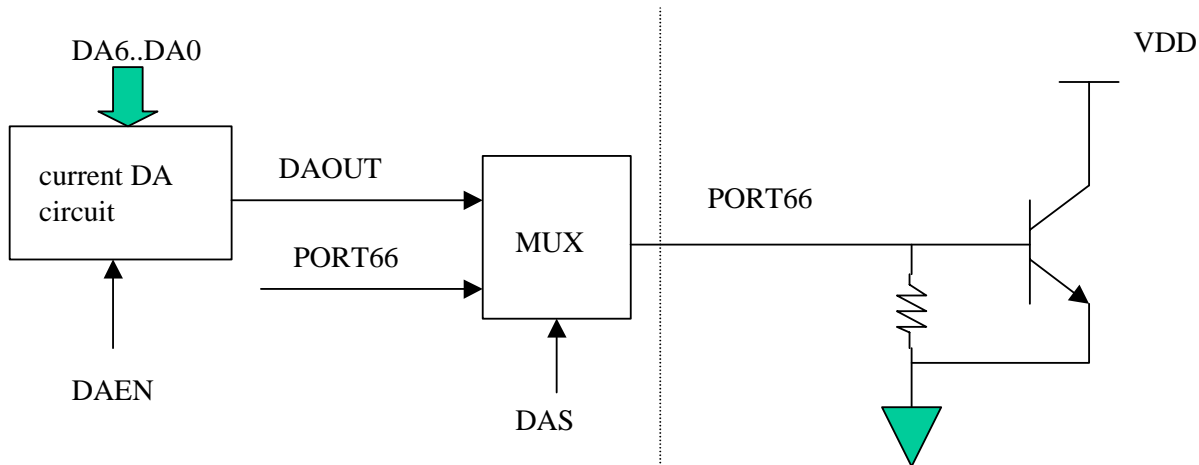 DA6..DA0
VDD
current DA
circuit
DAOUT
PORT66
MUX
PORT66
DAEN
DAS